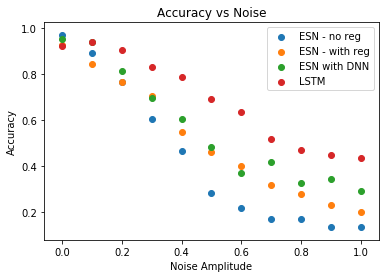 Accuracy vs Noise
ESN - no reg
ESN - with reg
ESN with DNN
LSTM
1.0
0.8
0.6
0.4
0.2
Accuracy
0.0 0.2 0.4 0.6 0.8 1.0
Noise Amplitude